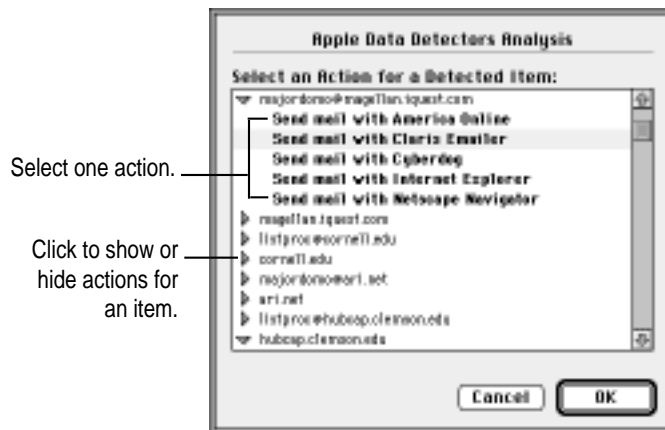 Apple Data Detectors Analysis
Select an Action for a Detected Item:
majordomo@magellan.iquest.com
Send mail with America Online
Send mail with Claris Emailer
Send mail with Cyberdog
Send mail with Internet Explorer
Send mail with Netscape Navigator
magellan.iquest.com
listproc@cornell.edu
cornell.edu
majordomo@ari.net
ari.net
listproc@hubcap.clemson.edu
hubcap.clemson.edu
Cancel
OK
Select one action.
Click to show or
hide actions for
an item.